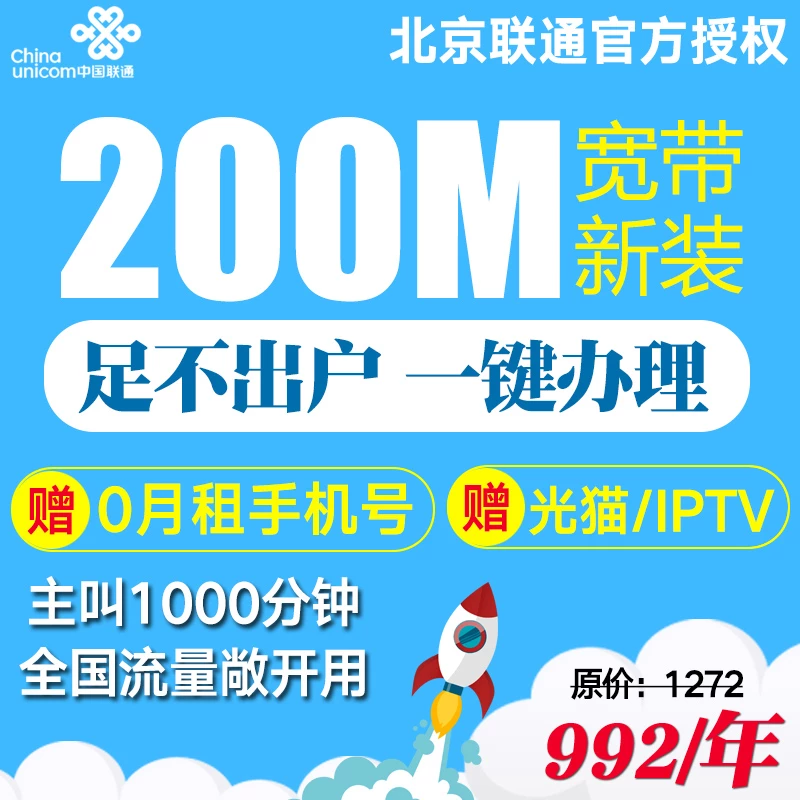 China
unicom中国联通
北京联通官方授权
200M
宽带
新装
足不出户 一键办理
赠 0月租手机号
赠 光猫/IPTV
主叫1000分钟
全国流量敞开用
原价：1272
992/年